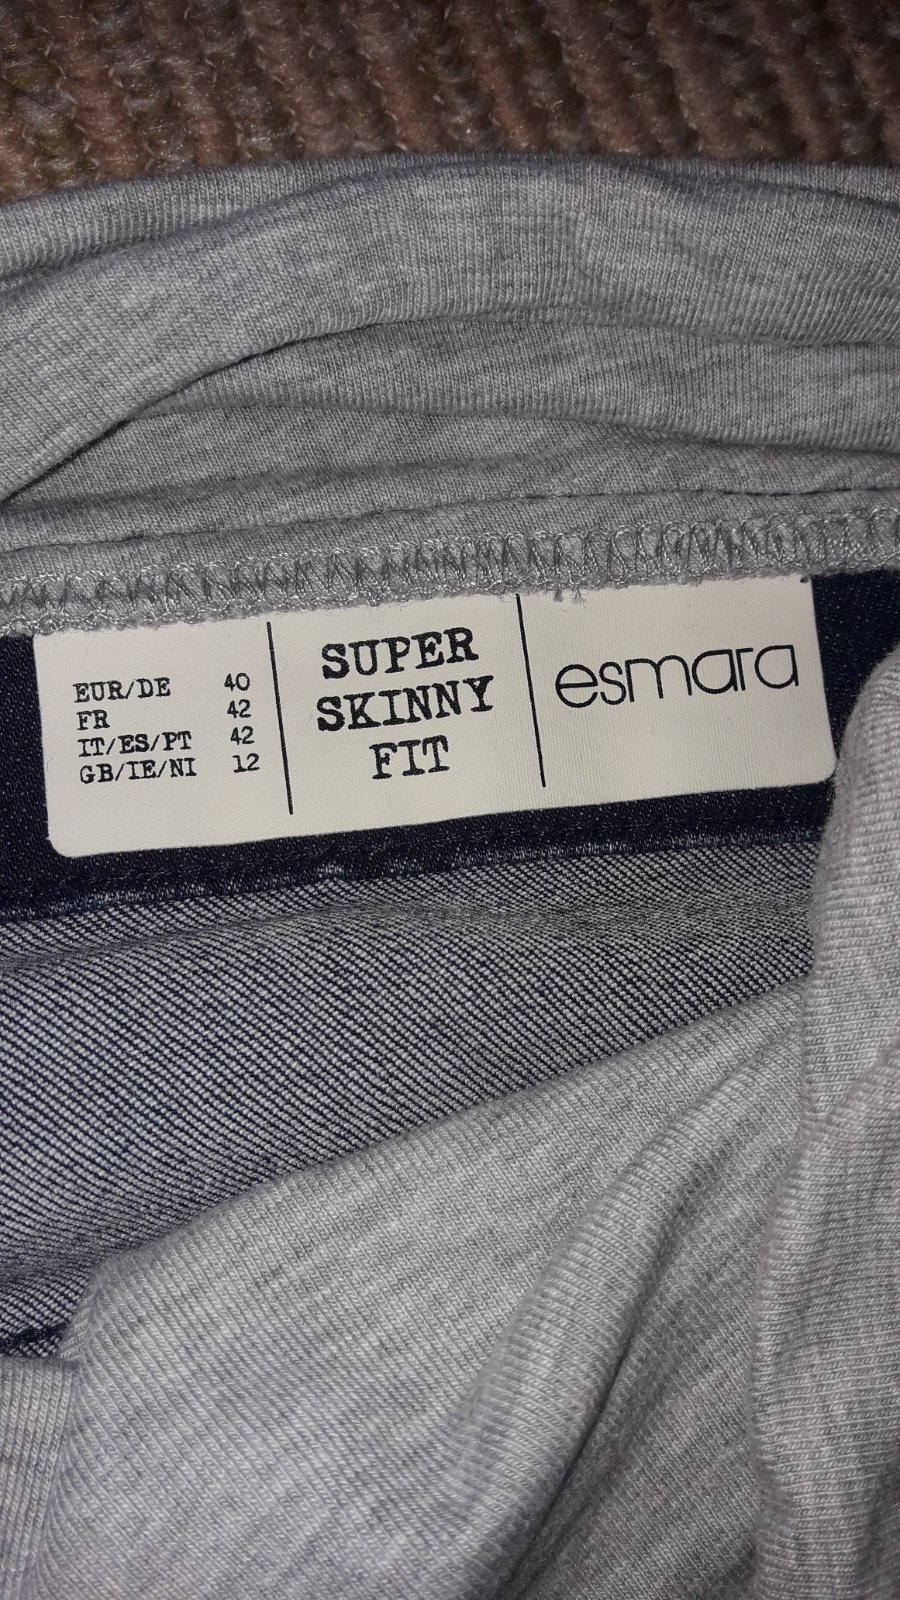 EUR/DE 40
FR 42
IT/ES/PT 42
GB/IE/NI 12
SUPER
SKINNY
FIT
esmara